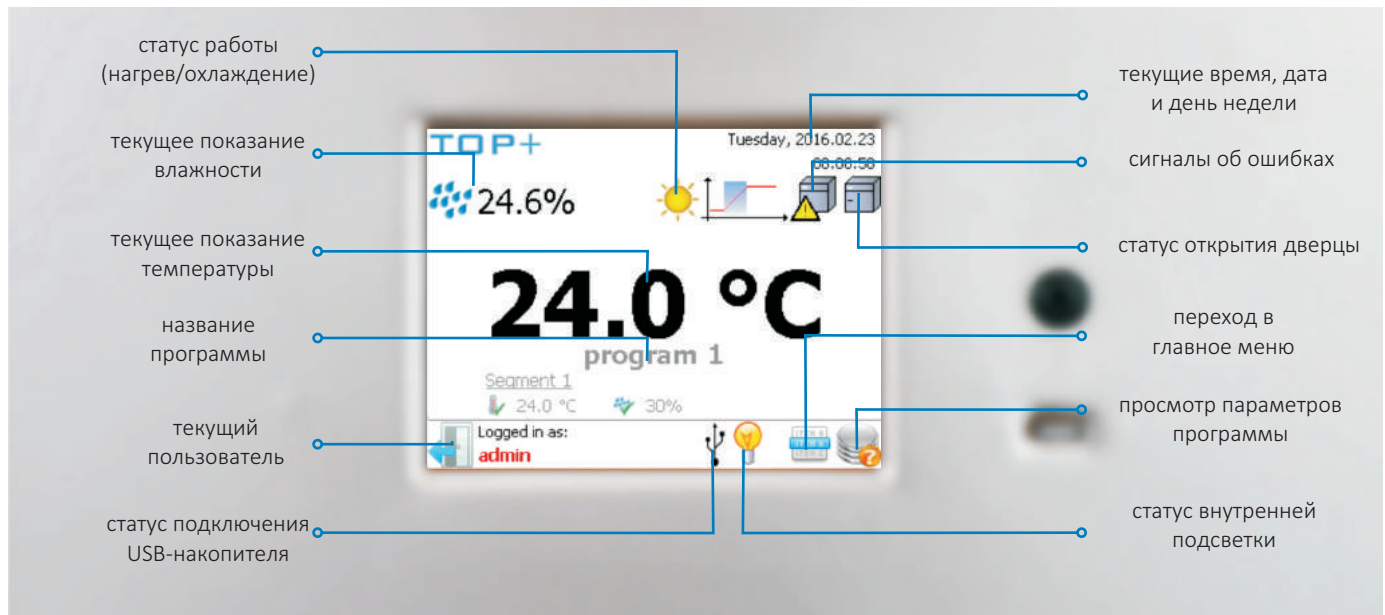 статус работы
(нагрев/охлаждение)
текущее показание
влажности
текущее показание
температуры
название
программы
текущий
пользователь
статус подключения
USB-накопителя
TOP+
Tuesday, 2016.02.23
08:08:58
24.6%
24.0 °C
program 1
Segment 1
24.0 °C
30%
Logged in as:
admin
текущие время, дата
и день недели
сигналы об ошибках
статус открытия дверцы
переход в
главное меню
просмотр параметров
программы
статус внутренней
подсветки